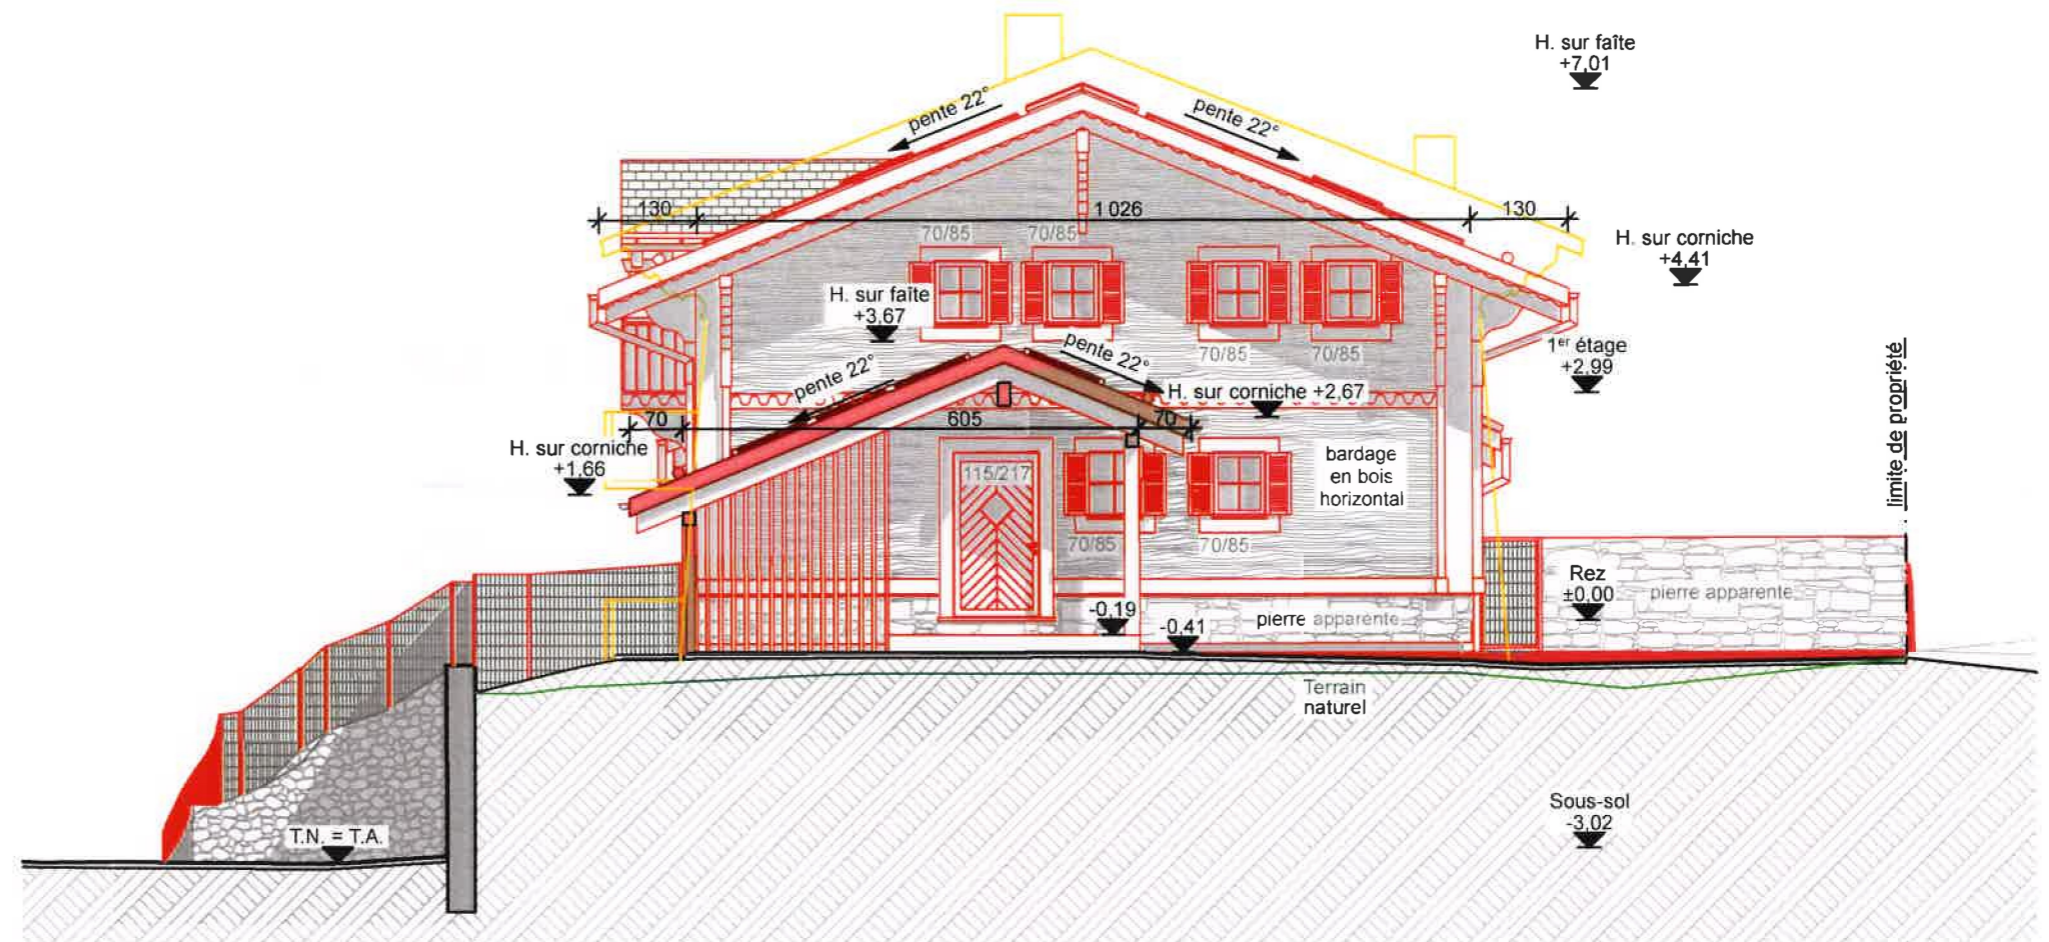 H. sur faîte
+7,01
pente 22°
pente 22°
130
1 026
130
70/85
70/85
H. sur corniche
+4,41
H. sur faîte
+3,67
1er étage
+2,99
70/85
70/85
pente 22°
pente 22°
H. sur corniche +2,67
70
605
70
H. sur corniche
+1,66
limite de propriété
bardage
en bois
horizontal
115/217
70/85
70/85
Rez
±0,00
pierre apparente
-0,19
-0,41
pierre apparente
Terrain
naturel
Sous-sol
-3,02
T.N. = T.A.